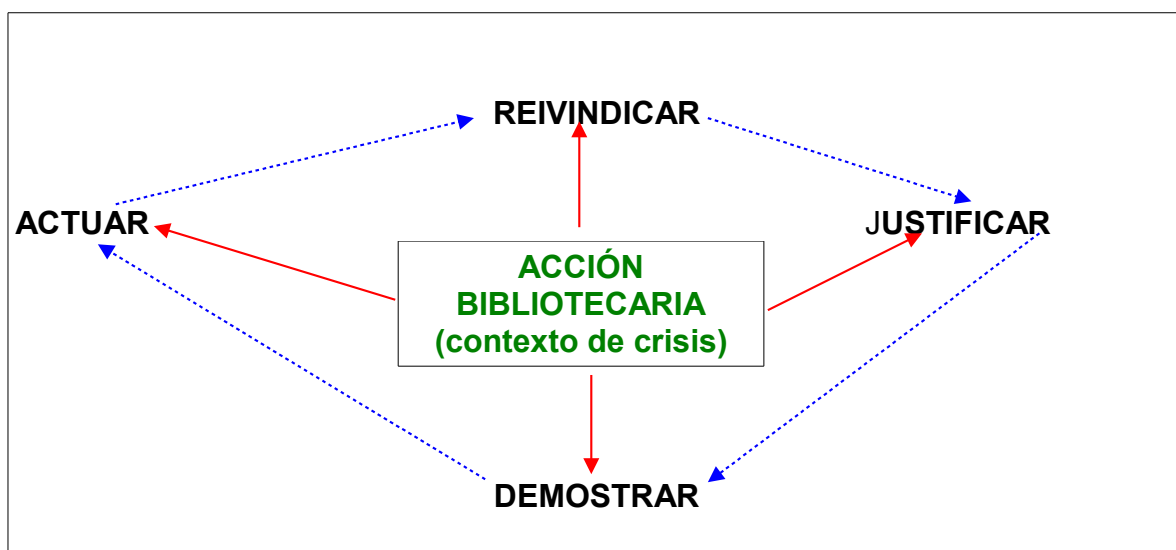 REIVINDICAR
ACTUAR
JUSTIFICAR
ACCIÓN
BIBLIOTECARIA
(contexto de crisis)
DEMOSTRAR